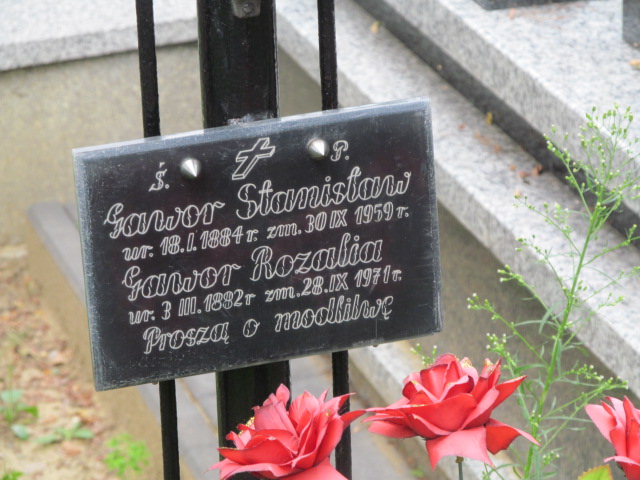 Ś. P.
Gawor Stanisław
ur. 18.I.1884 r. zm. 30 IX 1959 r.
Gawor Rozalia
ur. 3 III.1882 r zm. 28.IX 1971 r.
Proszą o modlitwę